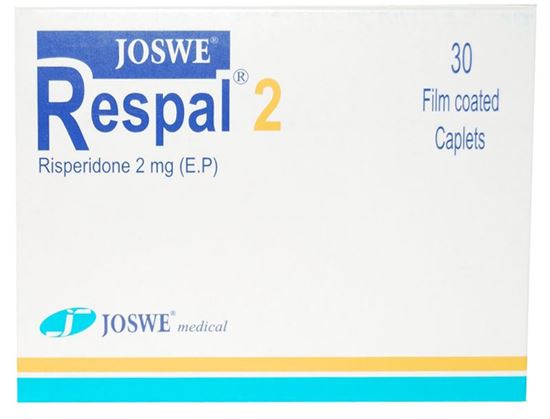 JOSWE®
Respal® 2
Risperidone 2 mg (E.P)
30
Film coated
Caplets
JOSWE® medical